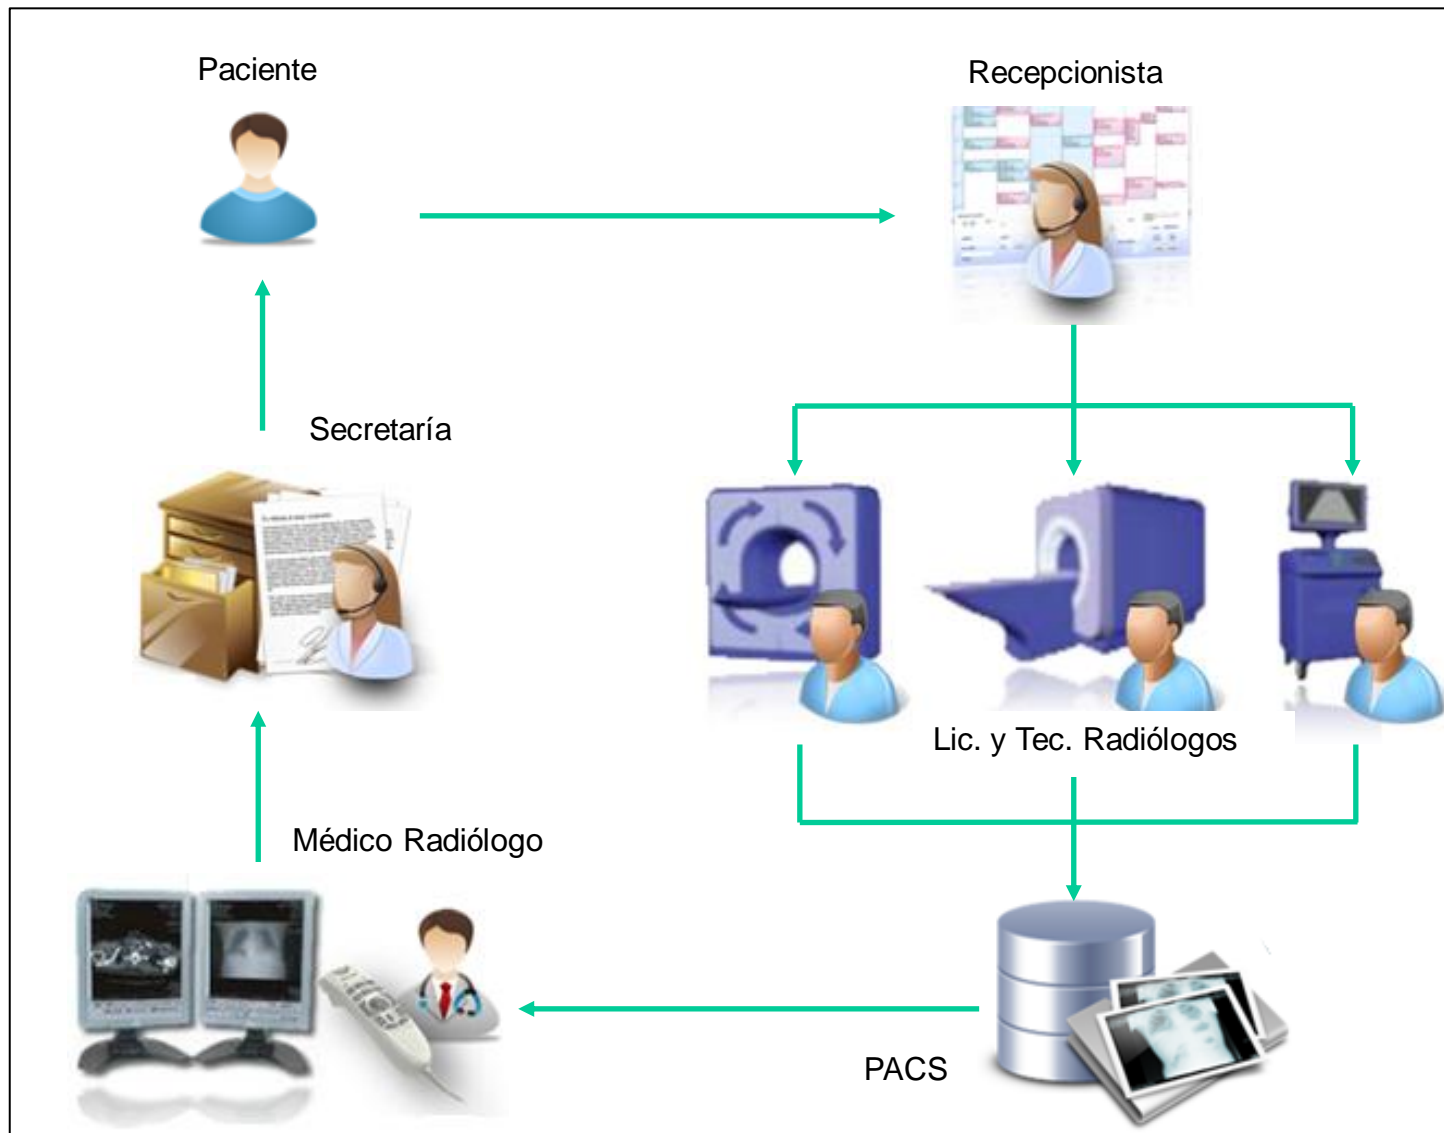 Paciente
Recepcionista
Secretaría
Lic. y Tec. Radiólogos
Médico Radiólogo
PACS